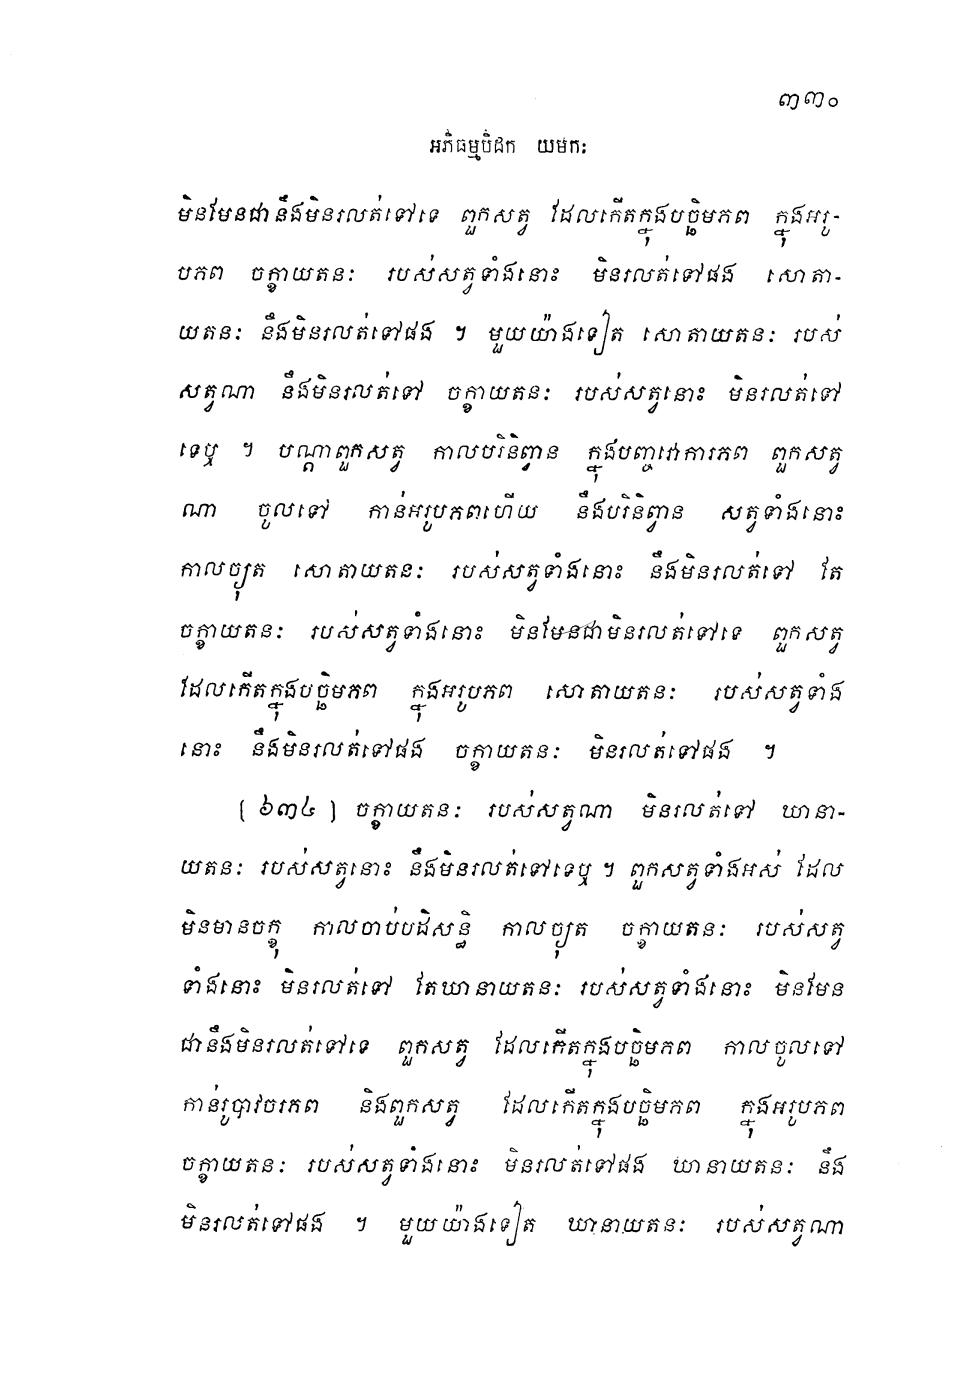 ៣៣០
អភិធម្មបិដក យមកៈ
មិនមែនជានឹងមិនរលត់ទៅទេ ពួកសត្វ ដែលកើតក្នុងបច្ឆិមភព ក្នុងអរូ-
បភព ចក្ខាយតនៈ របស់សត្វទាំងនោះ មិនរលត់ទៅផង សោតា-
យតនៈ នឹងមិនរលត់ទៅផង ។ មួយយ៉ាងទៀត សោតាយតនៈ របស់
សត្វណា នឹងមិនរលត់ទៅ ចក្ខាយតនៈ របស់សត្វនោះ មិនរលត់ទៅ
ទេឬ ។ បណ្តាពួកសត្វ កាលបរិនិព្វាន ក្នុងបញ្ចវោការភព ពួកសត្វ
ណា ចូលទៅ កាន់អរូបភពហើយ នឹងបរិនិព្វាន សត្វទាំងនោះ
កាលច្យុត សោតាយតនៈ របស់សត្វទាំងនោះ នឹងមិនរលត់ទៅ តែ
ចក្ខាយតនៈ របស់សត្វទាំងនោះ មិនមែនជាមិនរលត់ទៅទេ ពួកសត្វ
ដែលកើតក្នុងបច្ឆិមភព ក្នុងអរូបភព សោតាយតនៈ របស់សត្វទាំង
នោះ នឹងមិនរលត់ទៅផង ចក្ខាយតនៈ មិនរលត់ទៅផង ។
[ ៦៣៤ ] ចក្ខាយតនៈ របស់សត្វណា មិនរលត់ទៅ ឃានា-
យតនៈ របស់សត្វនោះ នឹងមិនរលត់ទៅទេឬ ។ ពួកសត្វទាំងអស់ ដែល
មិនមានចក្ខុ កាលចាប់បដិសន្ធិ កាលច្យុត ចក្ខាយតនៈ របស់សត្វ
ទាំងនោះ មិនរលត់ទៅ តែឃានាយតនៈ របស់សត្វទាំងនោះ មិនមែន
ជានឹងមិនរលត់ទៅទេ ពួកសត្វ ដែលកើតក្នុងបច្ឆិមភព កាលចូលទៅ
កាន់រូបាវចរភព និងពួកសត្វ ដែលកើតក្នុងបច្ឆិមភព ក្នុងអរូបភព
ចក្ខាយតនៈ របស់សត្វទាំងនោះ មិនរលត់ទៅផង ឃានាយតនៈ នឹង
មិនរលត់ទៅផង ។ មួយយ៉ាងទៀត ឃានាយតនៈ របស់សត្វណា